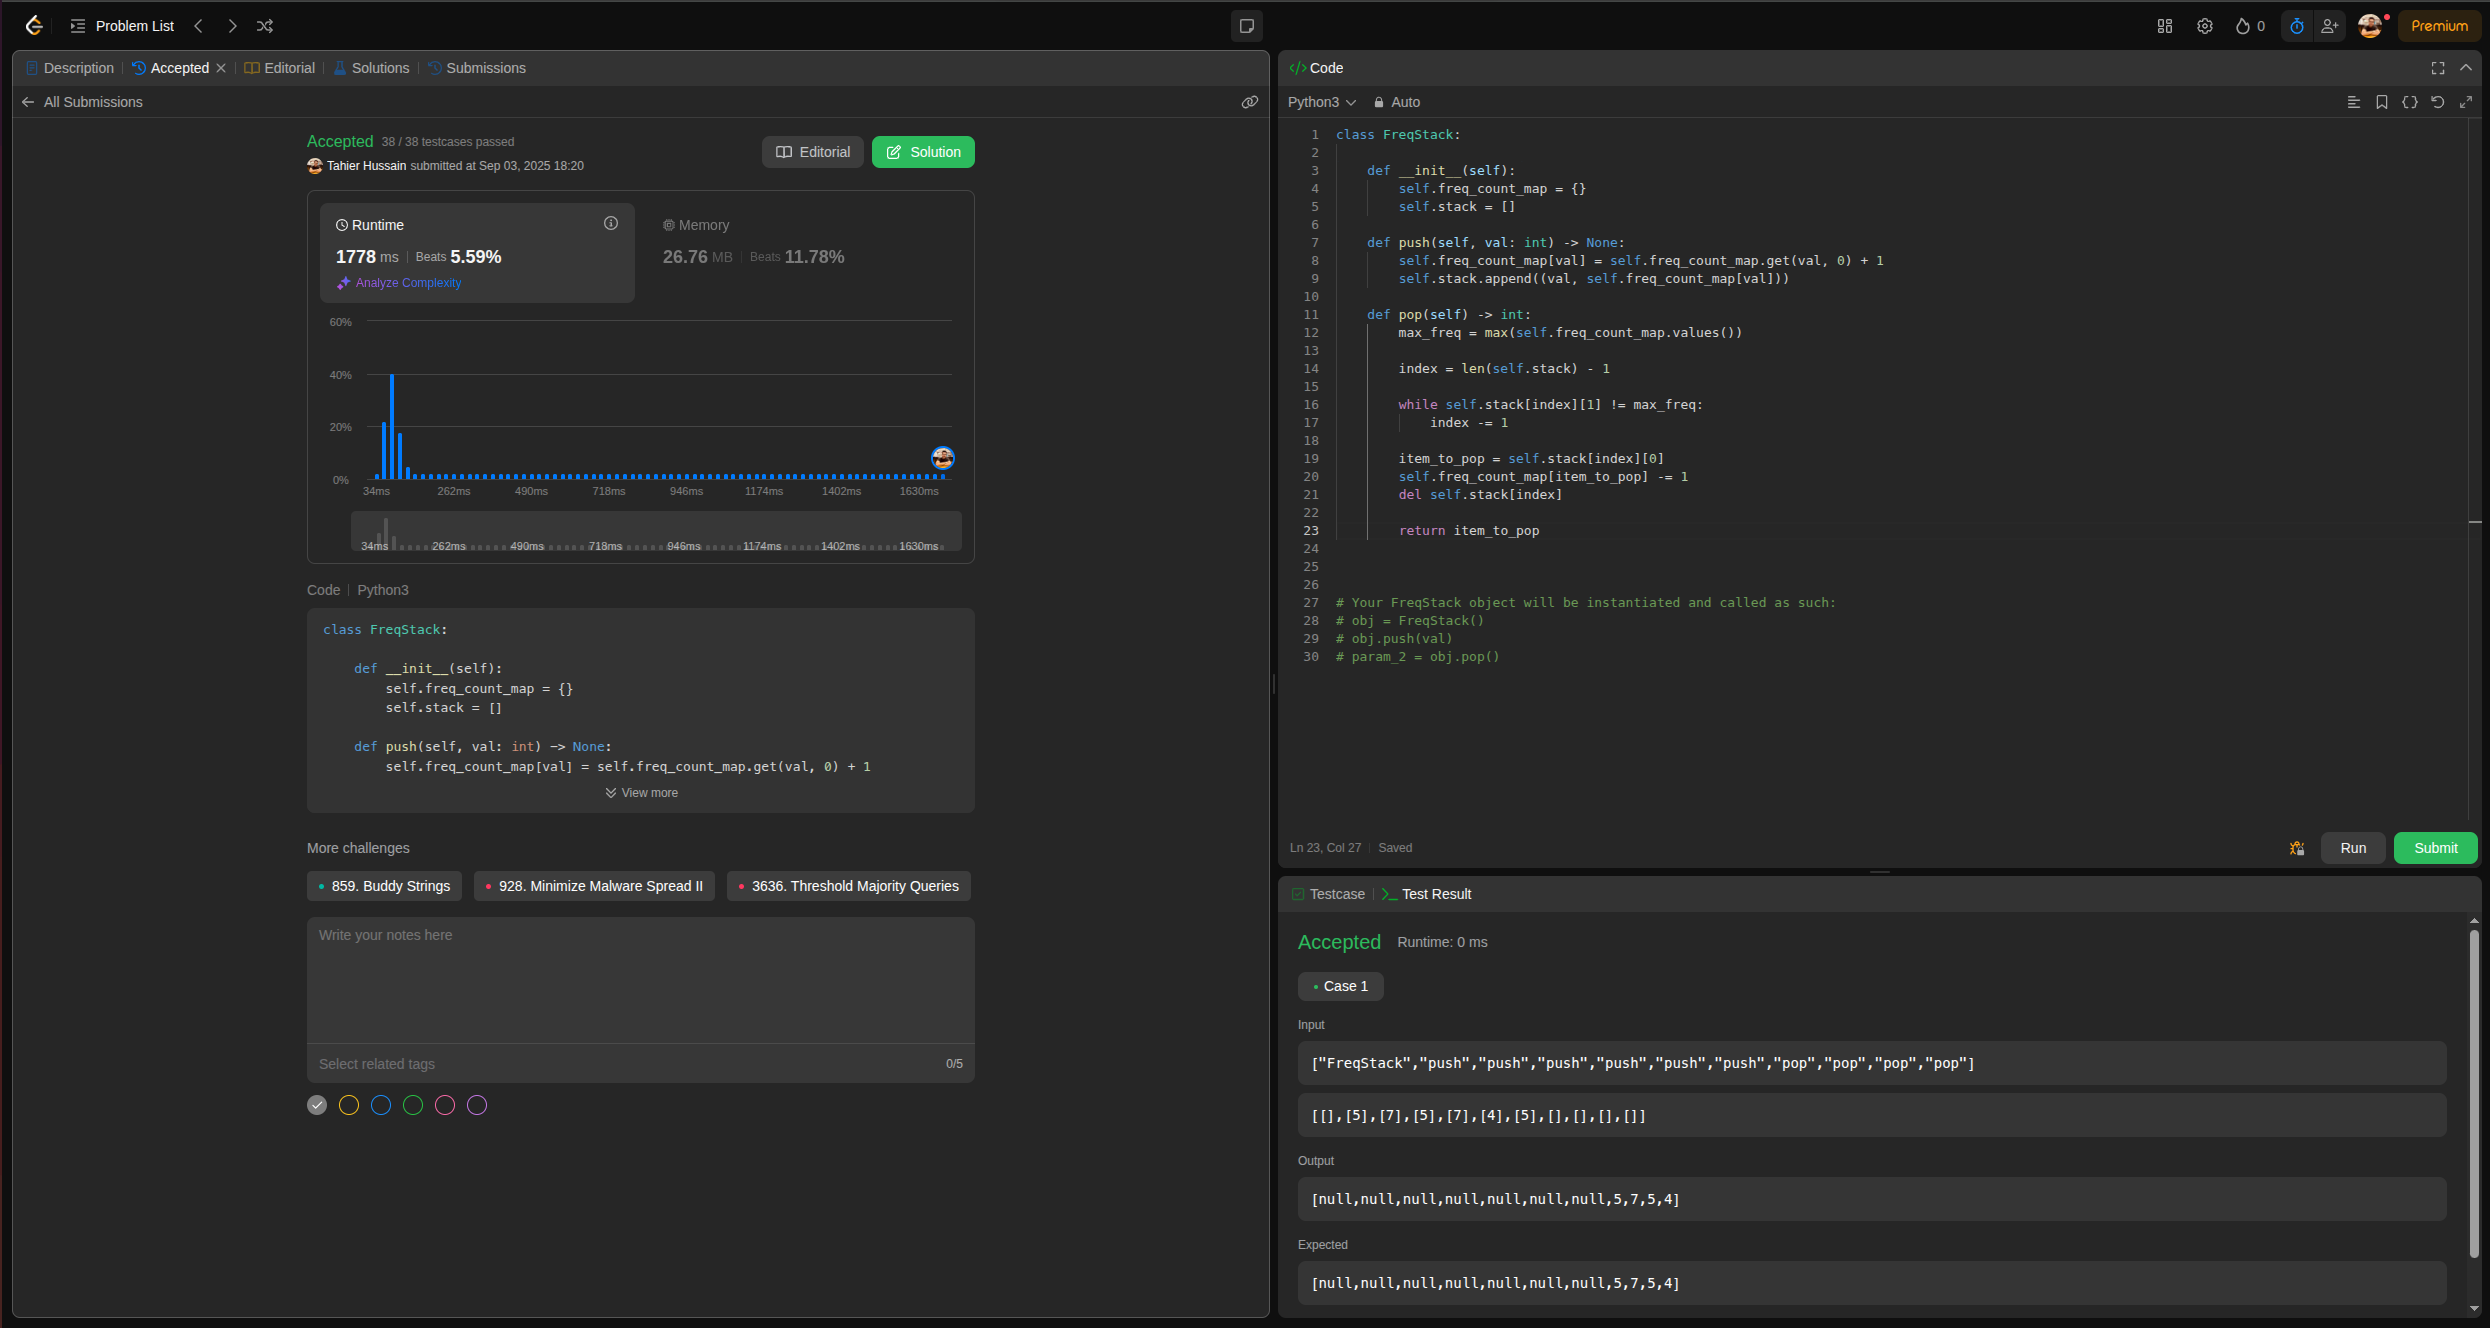 Problem List
0
Premium
Description
Accepted
Editorial
Solutions
Submissions
All Submissions
Accepted 38 / 38 testcases passed
Tahier Hussain submitted at Sep 03, 2025 18:20
Editorial
Solution
Runtime
1778 ms Beats 5.59%
Analyze Complexity
Memory
26.76 MB Beats 11.78%
60%
40%
20%
0%
34ms 262ms 490ms 718ms 946ms 1174ms 1402ms 1630ms
34ms 262ms 490ms 718ms 946ms 1174ms 1402ms 1630ms
Code Python3
class FreqStack:
def __init__(self):
self.freq_count_map = {}
self.stack = []
def push(self, val: int) -> None:
self.freq_count_map[val] = self.freq_count_map.get(val, 0) + 1
View more
More challenges
859. Buddy Strings
928. Minimize Malware Spread II
3636. Threshold Majority Queries
Write your notes here
Select related tags 0/5
Code
Python3 Auto
1 class FreqStack:
2
3 def __init__(self):
4 self.freq_count_map = {}
5 self.stack = []
6
7 def push(self, val: int) -> None:
8 self.freq_count_map[val] = self.freq_count_map.get(val, 0) + 1
9 self.stack.append((val, self.freq_count_map[val]))
10
11 def pop(self) -> int:
12 max_freq = max(self.freq_count_map.values())
13
14 index = len(self.stack) - 1
15
16 while self.stack[index][1] != max_freq:
17 index -= 1
18
19 item_to_pop = self.stack[index][0]
20 self.freq_count_map[item_to_pop] -= 1
21 del self.stack[index]
22
23 return item_to_pop
24
25
26
27 # Your FreqStack object will be instantiated and called as such:
28 # obj = FreqStack()
29 # obj.push(val)
30 # param_2 = obj.pop()
Ln 23, Col 27 Saved
Run
Submit
Testcase
Test Result
Accepted Runtime: 0 ms
Case 1
Input
["FreqStack","push","push","push","push","push","push","pop","pop","pop","pop"]
[[],[5],[7],[5],[7],[4],[5],[],[],[],[]]
Output
[null,null,null,null,null,null,null,5,7,5,4]
Expected
[null,null,null,null,null,null,null,5,7,5,4]